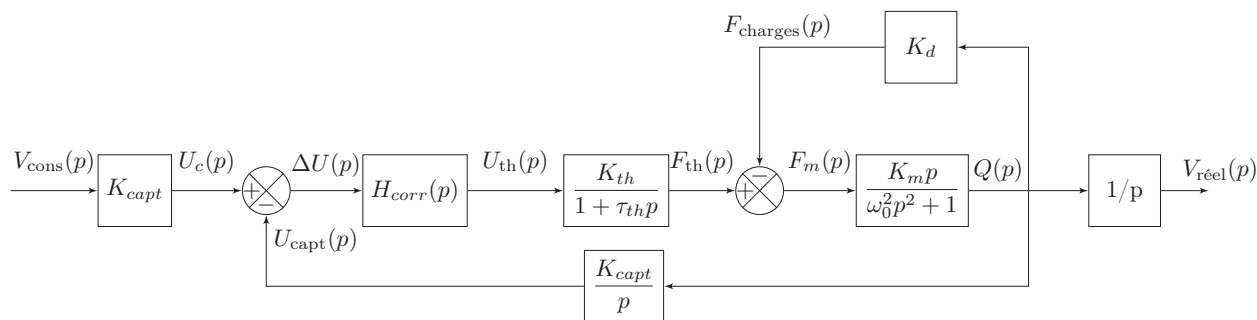 F_charges(p)
K_d
V_cons(p)
K_capt
U_c(p)
+
−
ΔU(p)
H_corr(p)
U_th(p)
K_th
1 + τ_th p
F_th(p)
+
−
F_m(p)
K_m p
ω_0^2 p^2 + 1
Q(p)
1/p
V_réel(p)
U_capt(p)
K_capt
p